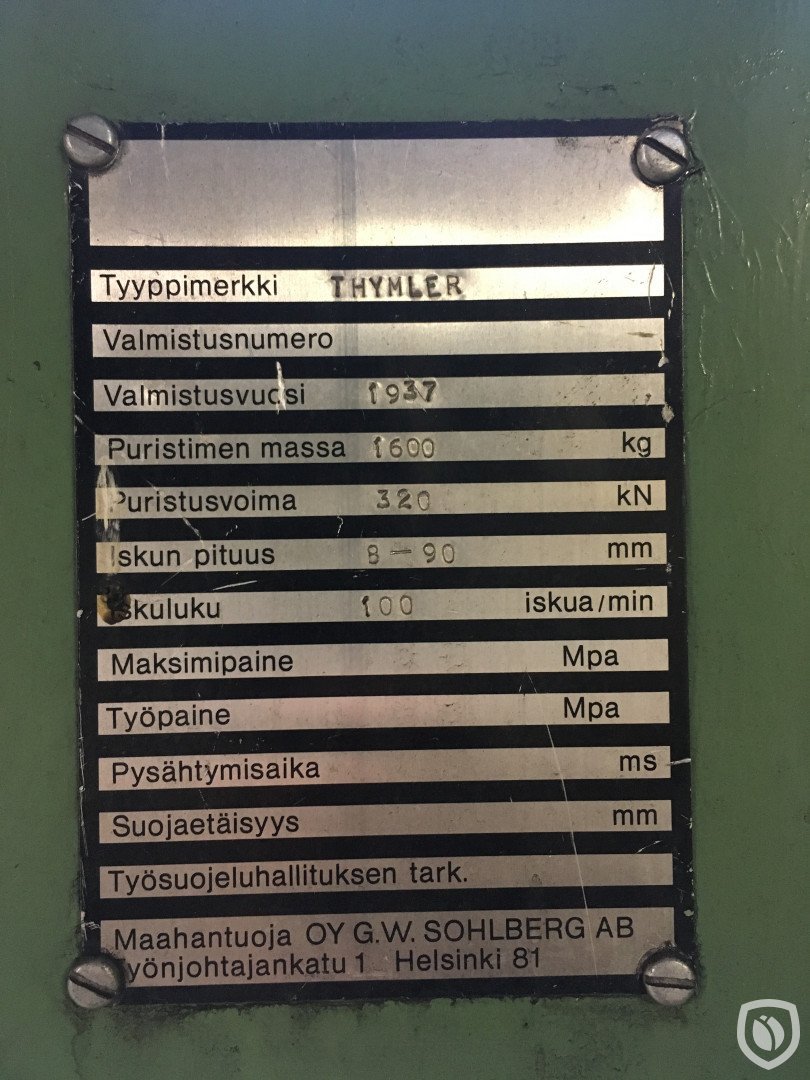 Tyyppimerkki THYMLER
Valmistusnumero
Valmistusvuosi 1937
Puristimen massa 1600 kg
Puristusvoima 320 kN
Iskun pituus 8-90 mm
Iskuluku 100 iskua/min
Maksimipaine Mpa
Työpaine Mpa
Pysähtymisaika ms
Suojaetäisyys mm
Työsuojeluhallituksen tark.
Maahantuoja OY G.W. SOHLBERG AB
Työnjohtajankatu 1 Helsinki 81